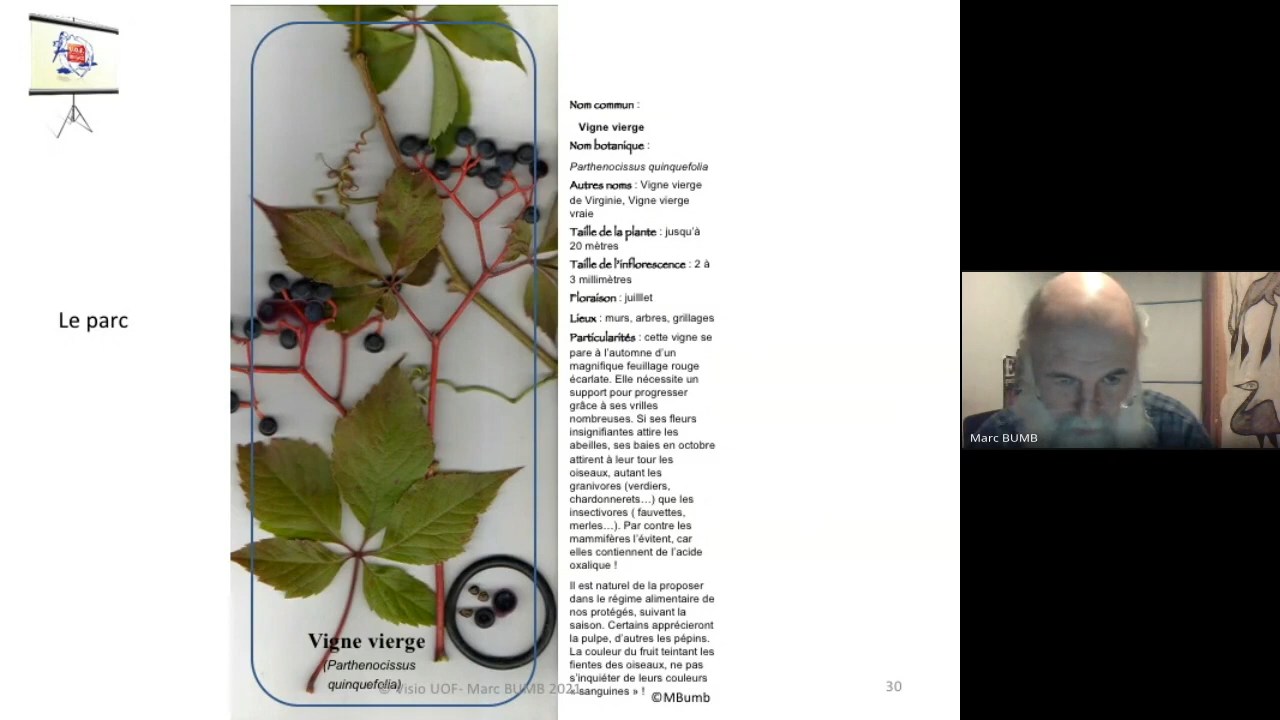 Le parc
Nom commun :
Vigne vierge
Nom botanique :
Parthenocissus quinquefolia
Autres noms : Vigne vierge
de Virginie, Vigne vierge
vraie
Taille de la plante : jusqu'à
20 mètres
Taille de l'inflorescence : 2 à
3 millimètres
Floraison : juilllet
Lieux : murs, arbres, grillages
Particularités : cette vigne se
pare à l'automne d'un
magnifique feuillage rouge
écarlate. Elle nécessite un
support pour progresser
grâce à ses vrilles
nombreuses. Si ses fleurs
insignifiantes attire les
abeilles, ses baies en octobre
attirent à leur tour les
oiseaux, autant les
granivores (verdiers,
chardonnerets...) que les
insectivores ( fauvettes,
merles...). Par contre les
mammifères l'évitent, car
elles contiennent de l'acide
oxalique !
Il est naturel de la proposer
dans le régime alimentaire de
nos protégés, suivant la
saison. Certains apprécieront
la pulpe, d'autres les pépins.
La couleur du fruit teintant les
fientes des oiseaux, ne pas
s'inquiéter de leurs couleurs
« sanguines » !
©MBumb
Vigne vierge
(Parthenocissus
quinquefolia)
© Visio UOF- Marc BUMB 2021
30
Marc BUMB